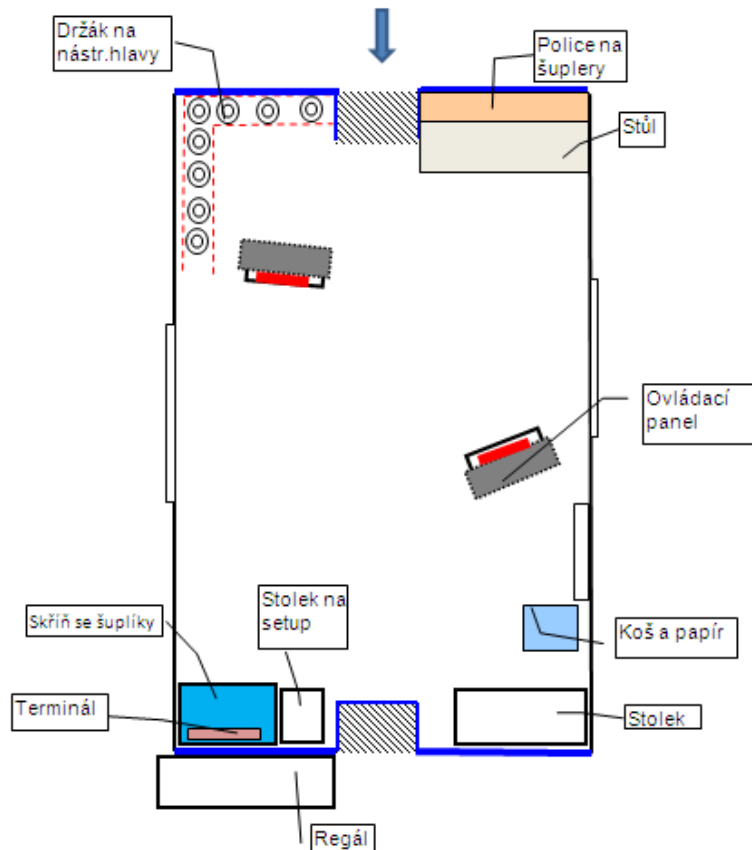 Držák na
nástr.hlavy
Police na
šuplery
Stůl
Ovládací
panel
Stolek na
setup
Skříň se šuplíky
Koš a papír
Terminál
Stolek
Regál